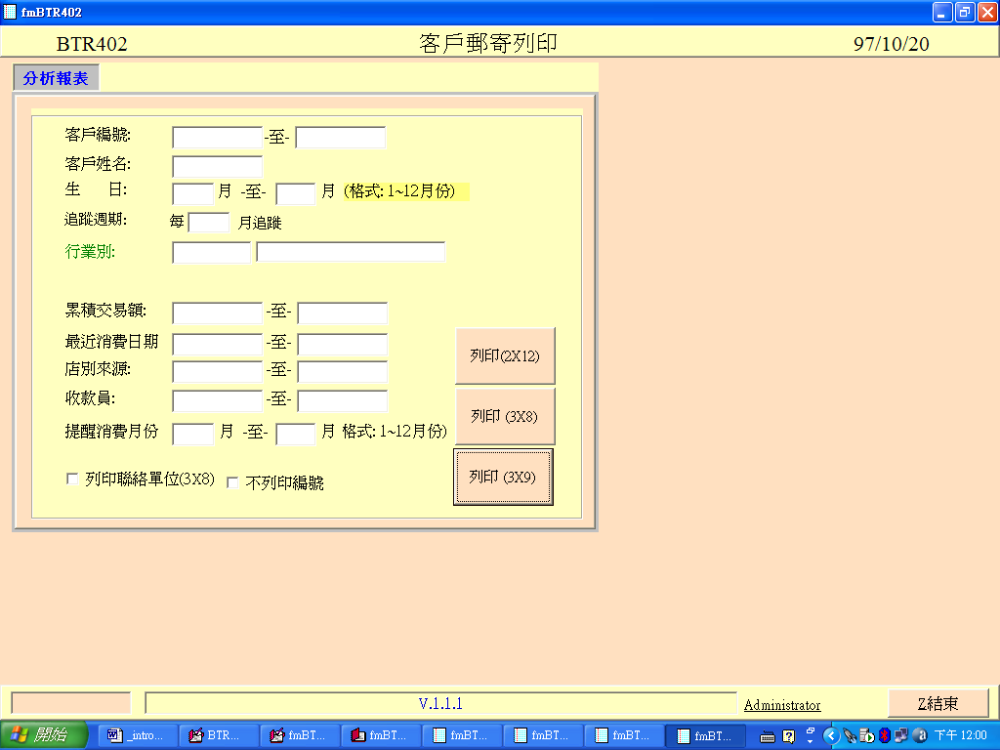 fmBTR402
BTR402 客戶郵寄列印 97/10/20
分析報表
客戶編號: -至-
客戶姓名:
生 日: 月 -至- 月 (格式: 1~12月份)
追蹤週期: 每 月追蹤
行業別:
累積交易額: -至-
最近消費日期 -至-
店別來源: -至-
收款員: -至-
提醒消費月份 月 -至- 月 格式: 1~12月份)
列印(2X12)
列印 (3X8)
列印 (3X9)
列印聯絡單位(3X8) 不列印編號
V.1.1.1 Administrator Z結束
開始 _intro... BTR... fmBT... fmBT... fmBT... fmBT... fmBT... fmBT... 下午 12:00